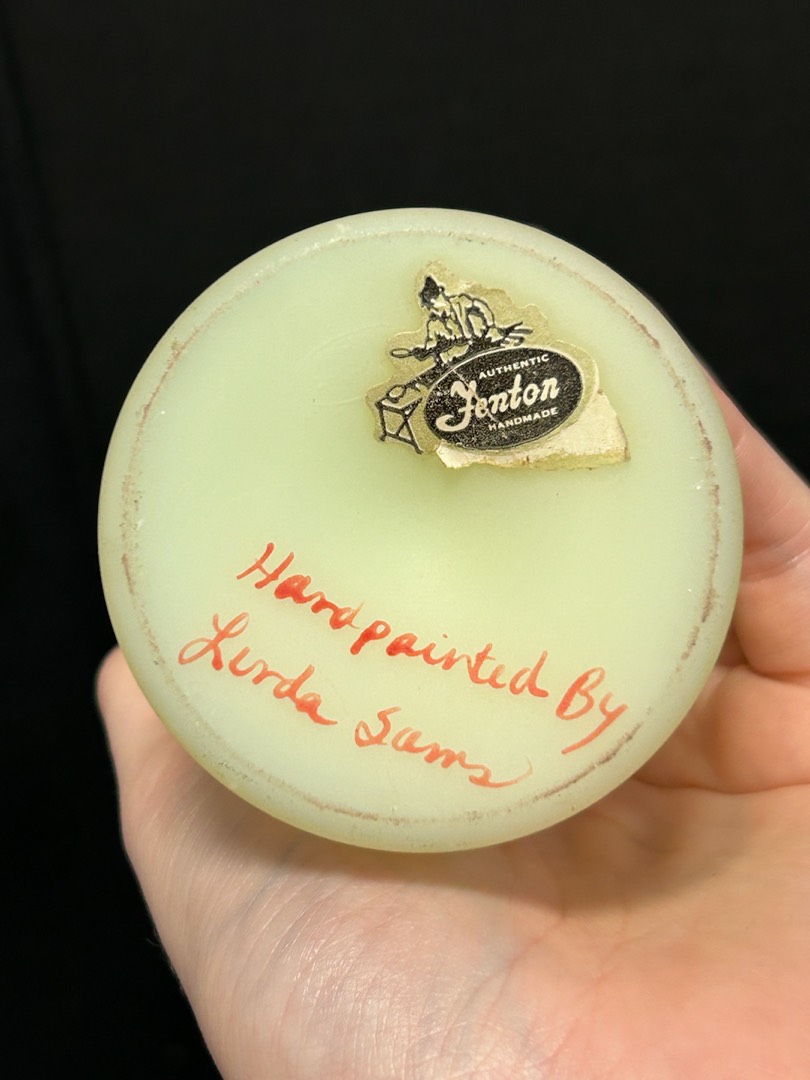 AUTHENTIC
Fenton
HANDMADE
Handpainted By
Linda Sams